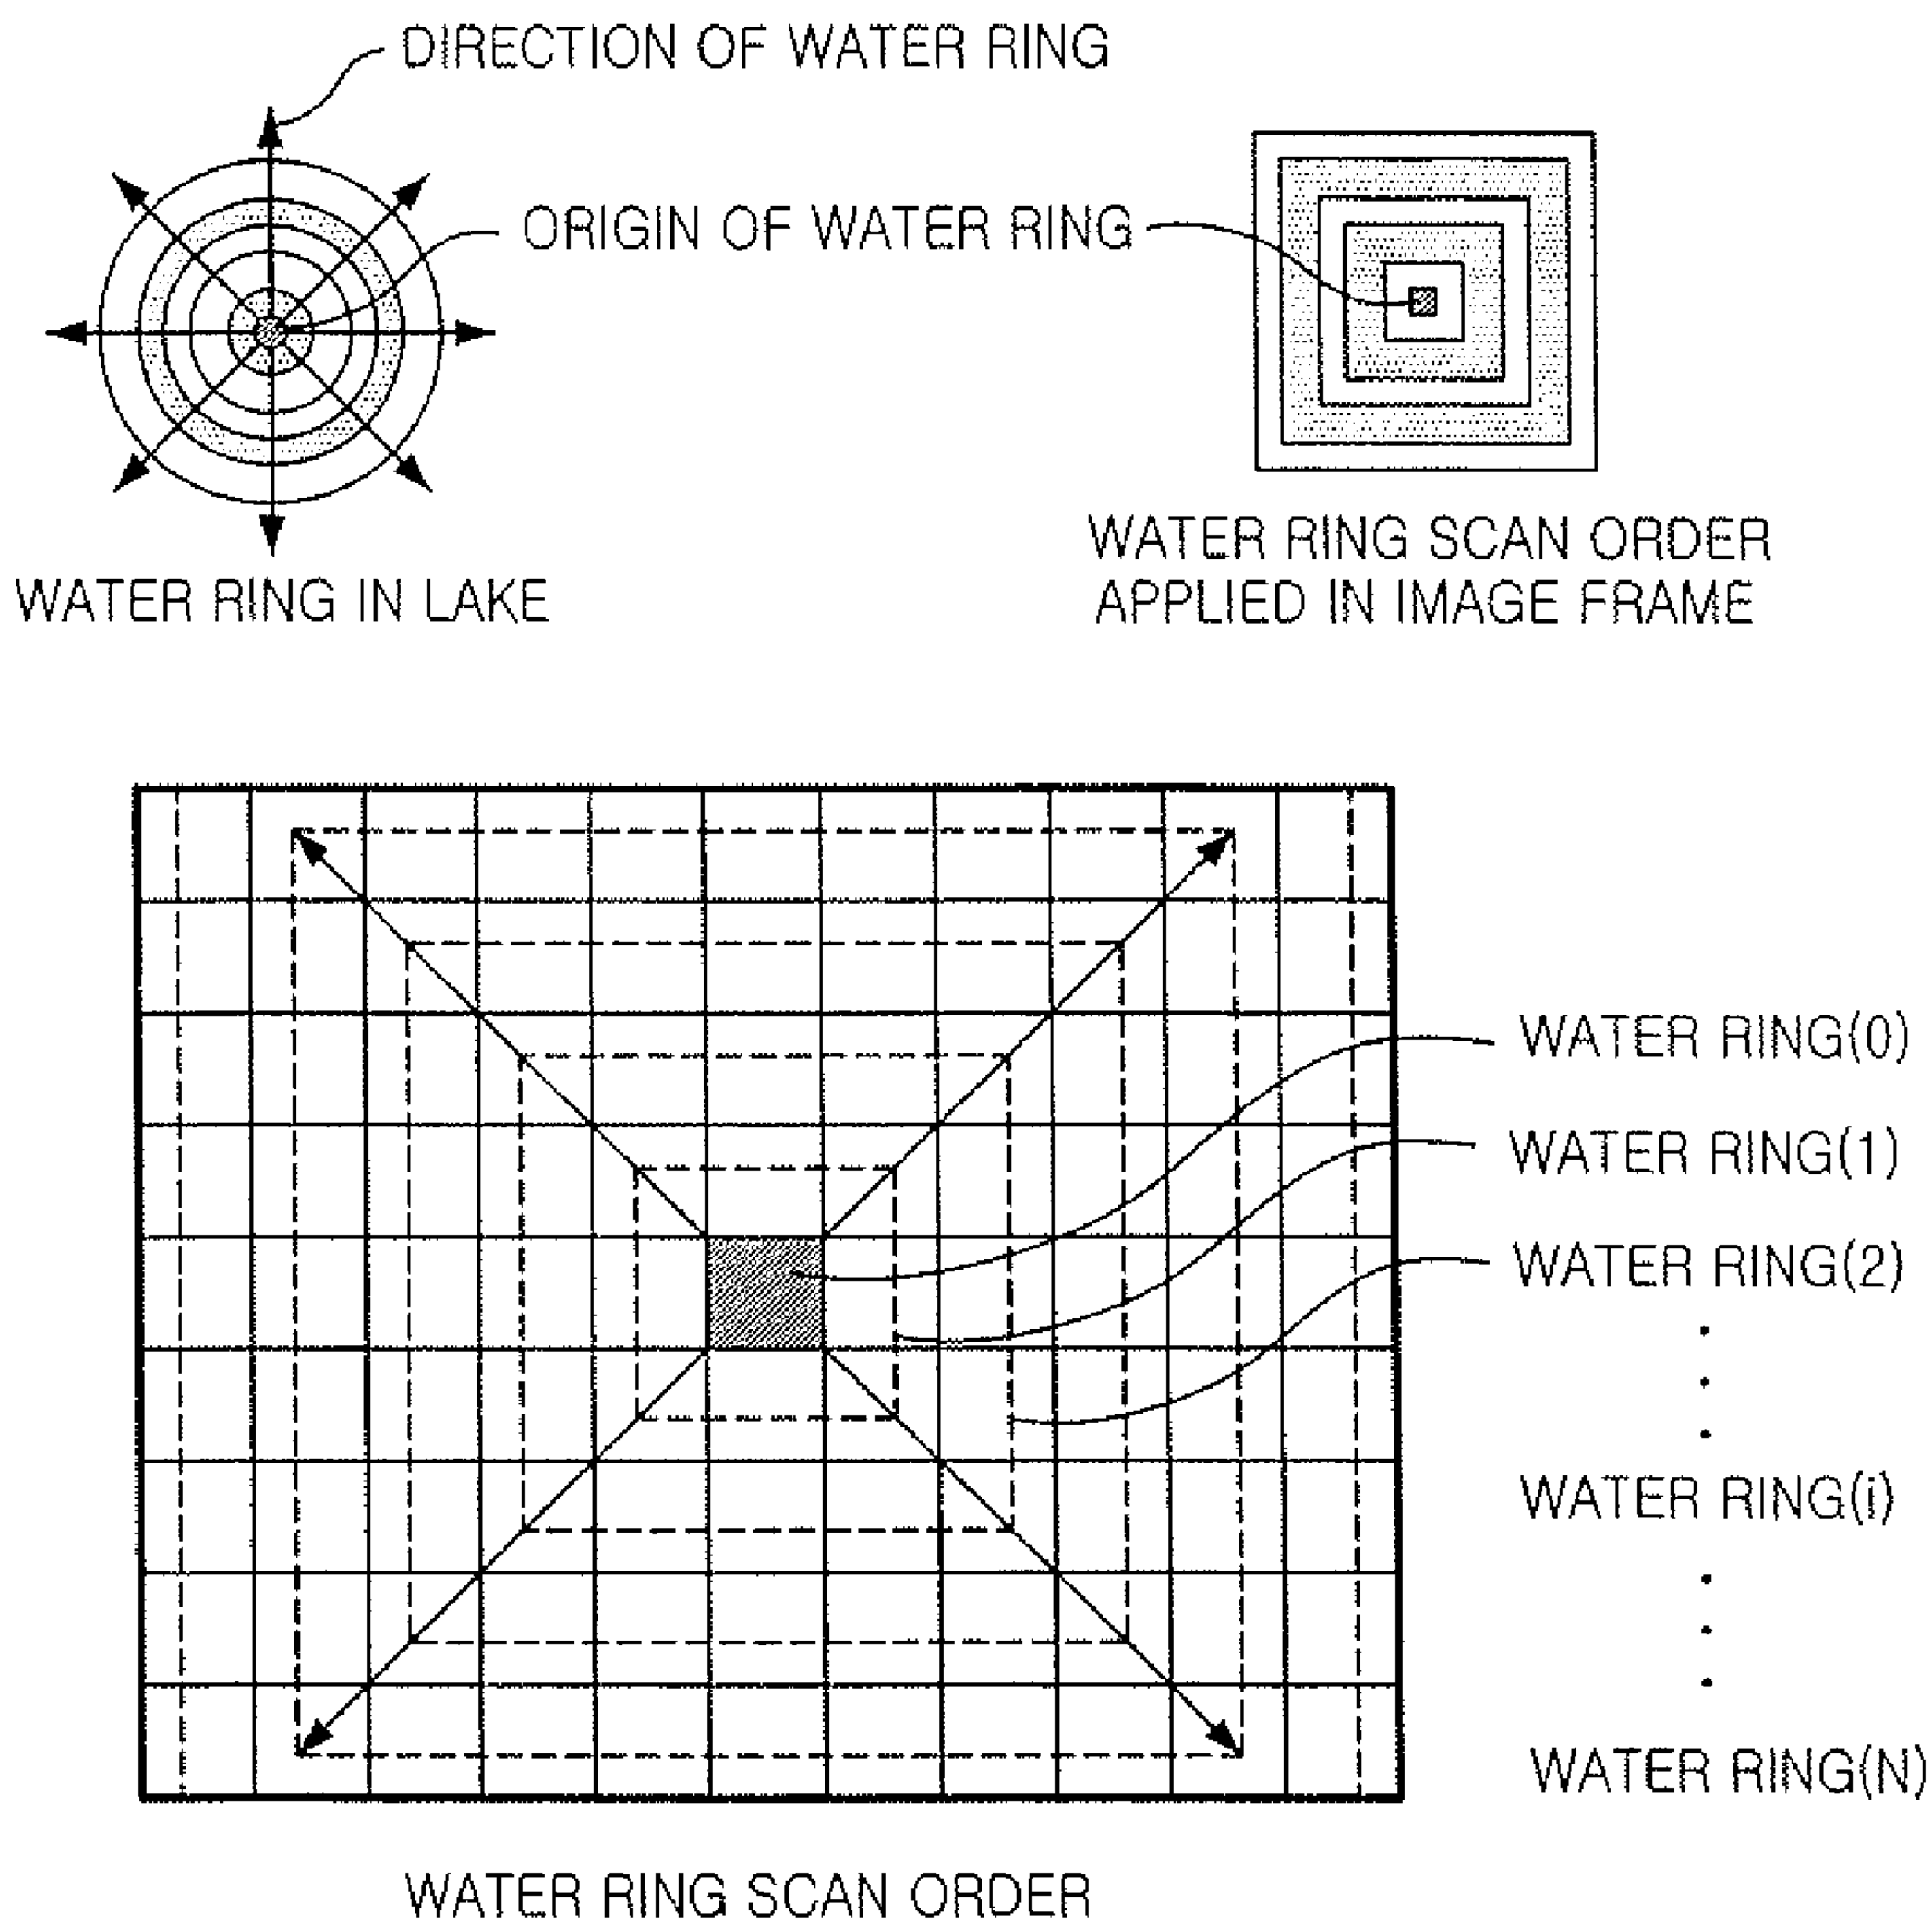 DIRECTION OF WATER RING
ORIGIN OF WATER RING
WATER RING IN LAKE
WATER RING SCAN ORDER
APPLIED IN IMAGE FRAME
WATER RING(0)
WATER RING(1)
WATER RING(2)
WATER RING(i)
WATER RING(N)
WATER RING SCAN ORDER